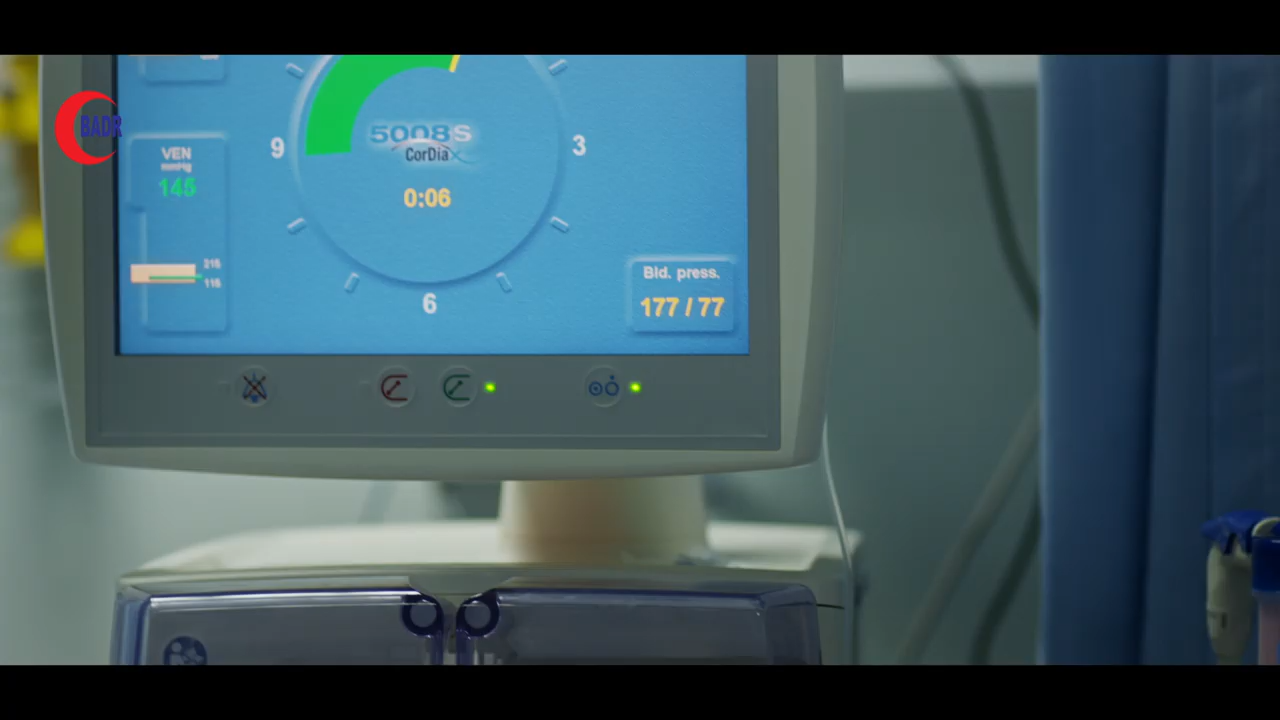 BADR
VEN
mmHg
145
215
115
9
3
6
5008S
CorDiax
0:06
Bld. press.
177 / 77